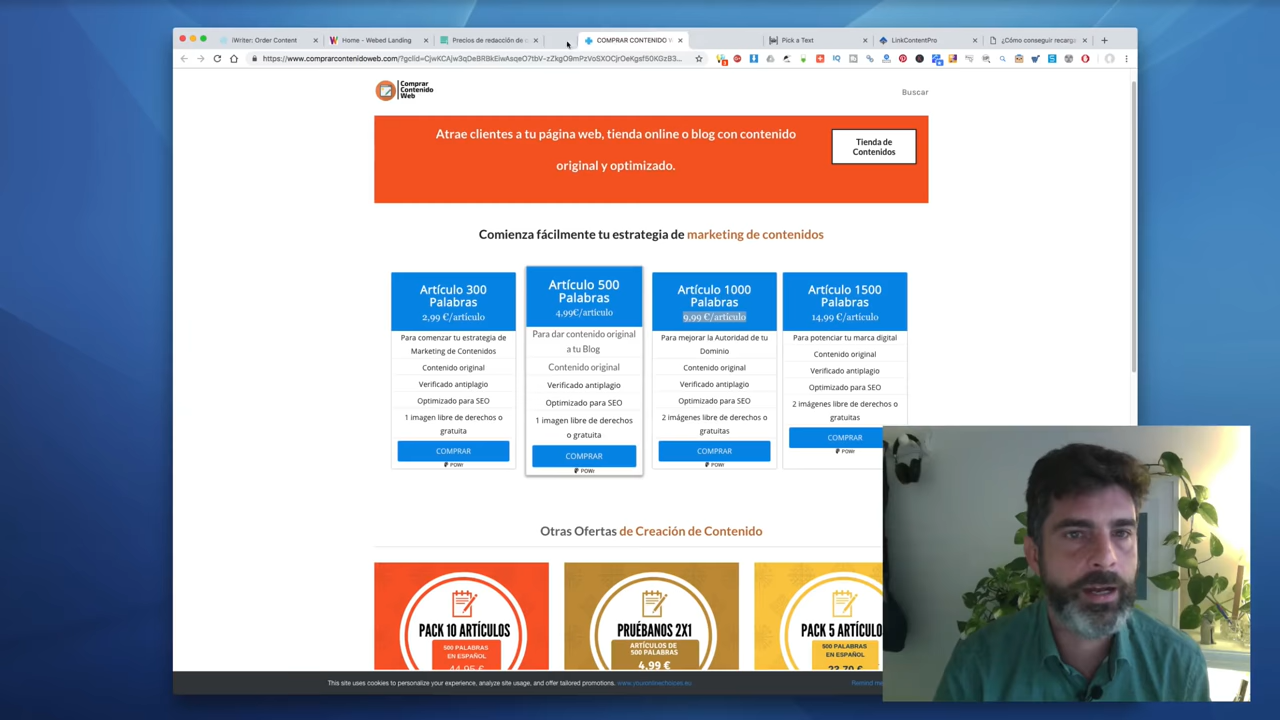 iWriter: Order Content
Home - Webed Landing
Precios de redacción de c
COMPRAR CONTENIDO W
Pick a Text
LinkContentPro
¿Cómo conseguir recarga
Comprar
Contenido
Web
Buscar
Atrae clientes a tu página web, tienda online o blog con contenido
original y optimizado.
Tienda de
Contenidos
Comienza fácilmente tu estrategia de marketing de contenidos
Artículo 300
Palabras
2,99 €/artículo
Para comenzar tu estrategia de
Marketing de Contenidos
Contenido original
Verificado antiplagio
Optimizado para SEO
1 imagen libre de derechos o
gratuita
COMPRAR
Artículo 500
Palabras
4,99€/artículo
Para dar contenido original
a tu Blog
Contenido original
Verificado antiplagio
Optimizado para SEO
1 imagen libre de derechos
o gratuita
COMPRAR
Artículo 1000
Palabras
9,99 €/artículo
Para mejorar la Autoridad de tu
Dominio
Contenido original
Verificado antiplagio
Optimizado para SEO
2 imágenes libre de derechos o
gratuitas
COMPRAR
Artículo 1500
Palabras
14,99 €/artículo
Para potenciar tu marca digital
Contenido original
Verificado antiplagio
Optimizado para SEO
2 imágenes libre de derechos o
gratuitas
COMPRAR
Otras Ofertas de Creación de Contenido
PACK 10 ARTÍCULOS
500 PALABRAS
EN ESPAÑOL
PRUÉBANOS 2X1
ARTÍCULOS DE
500 PALABRAS
4,99 €
PACK 5 ARTÍCULO
500 PALABRAS
EN ESPAÑOL
This site uses cookies to personalize your experience, analyze site usage, and offer tailored promotions. www.youronlinechoices.eu
Remind me